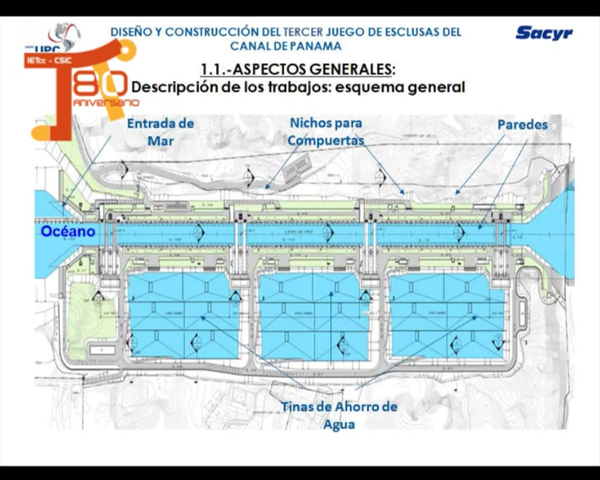 DISEÑO Y CONSTRUCCIÓN DEL TERCER JUEGO DE ESCLUSAS DEL
CANAL DE PANAMA
Sacyr
UPC
IETcc - CSIC
80
Aniversario
1.1.-ASPECTOS GENERALES:
Descripción de los trabajos: esquema general
Entrada de
Mar
Nichos para
Compuertas
Paredes
Océano
Tinas de Ahorro de
Agua